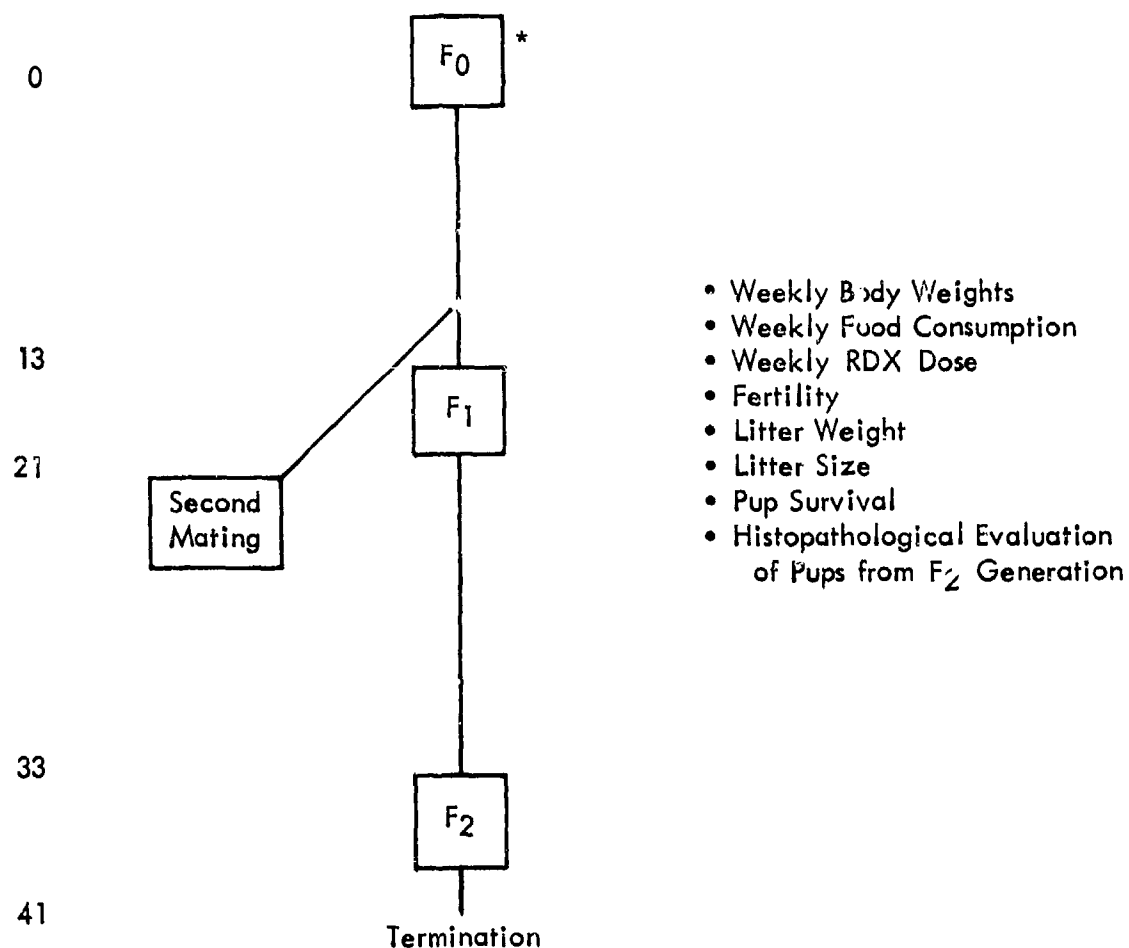 0
F0 *
13
F1
21
Second
Mating
33
F2
41
Termination
• Weekly Body Weights
• Weekly Food Consumption
• Weekly RDX Dose
• Fertility
• Litter Weight
• Litter Size
• Pup Survival
• Histopathological Evaluation
of Pups from F2 Generation